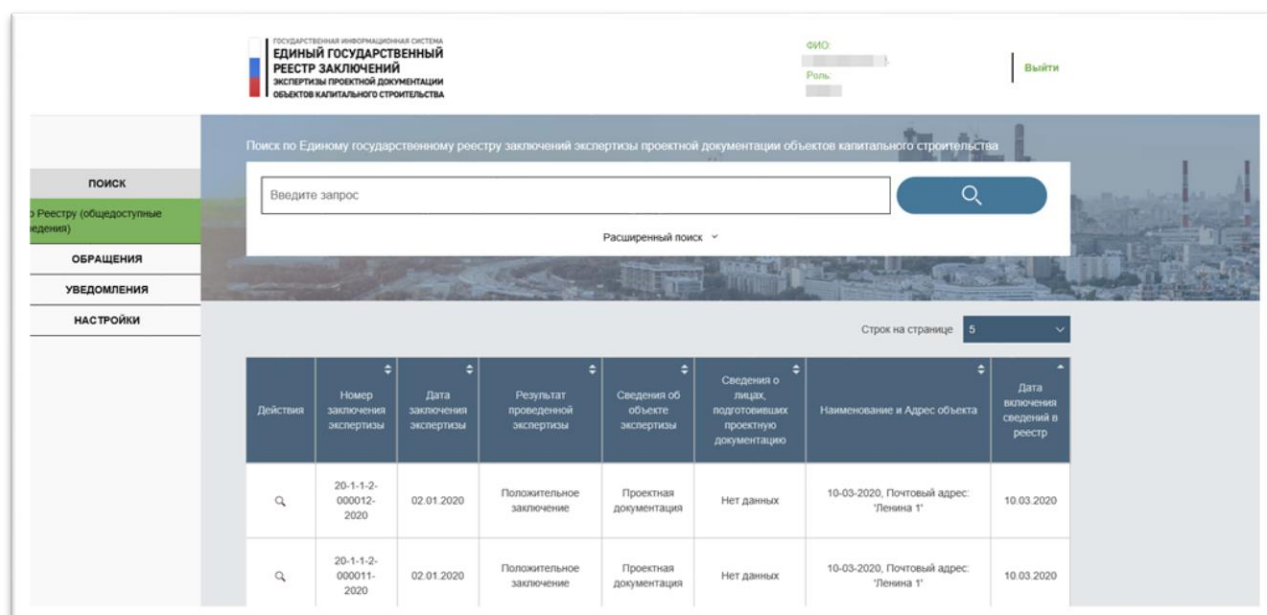 ГОСУДАРСТВЕННАЯ ИНФОРМАЦИОННАЯ СИСТЕМА
ЕДИНЫЙ ГОСУДАРСТВЕННЫЙ
РЕЕСТР ЗАКЛЮЧЕНИЙ
ЭКСПЕРТИЗЫ ПРОЕКТНОЙ ДОКУМЕНТАЦИИ
ОБЪЕКТОВ КАПИТАЛЬНОГО СТРОИТЕЛЬСТВА
ФИО:
Роль:
Выйти
ПОИСК
о Реестру (общедоступные
ведения)
ОБРАЩЕНИЯ
УВЕДОМЛЕНИЯ
НАСТРОЙКИ
Поиск по Единому государственному реестру заключений экспертизы проектной документации объектов капитального строительства
Введите запрос
Расширенный поиск
Строк на странице 5
Действия
Номер
заключения
экспертизы
Дата
заключения
экспертизы
Результат
проведенной
экспертизы
Сведения об
объекте
экспертизы
Сведения о
лицах,
подготовивших
проектную
документацию
Наименование и Адрес объекта
Дата
включения
сведений в
реестр
20-1-1-2-
000012-
2020
02.01.2020
Положительное
заключение
Проектная
документация
Нет данных
10-03-2020, Почтовый адрес:
'Ленина 1'
10.03.2020
20-1-1-2-
000011-
2020
02.01.2020
Положительное
заключение
Проектная
документация
Нет данных
10-03-2020, Почтовый адрес:
'Ленина 1'
10.03.2020